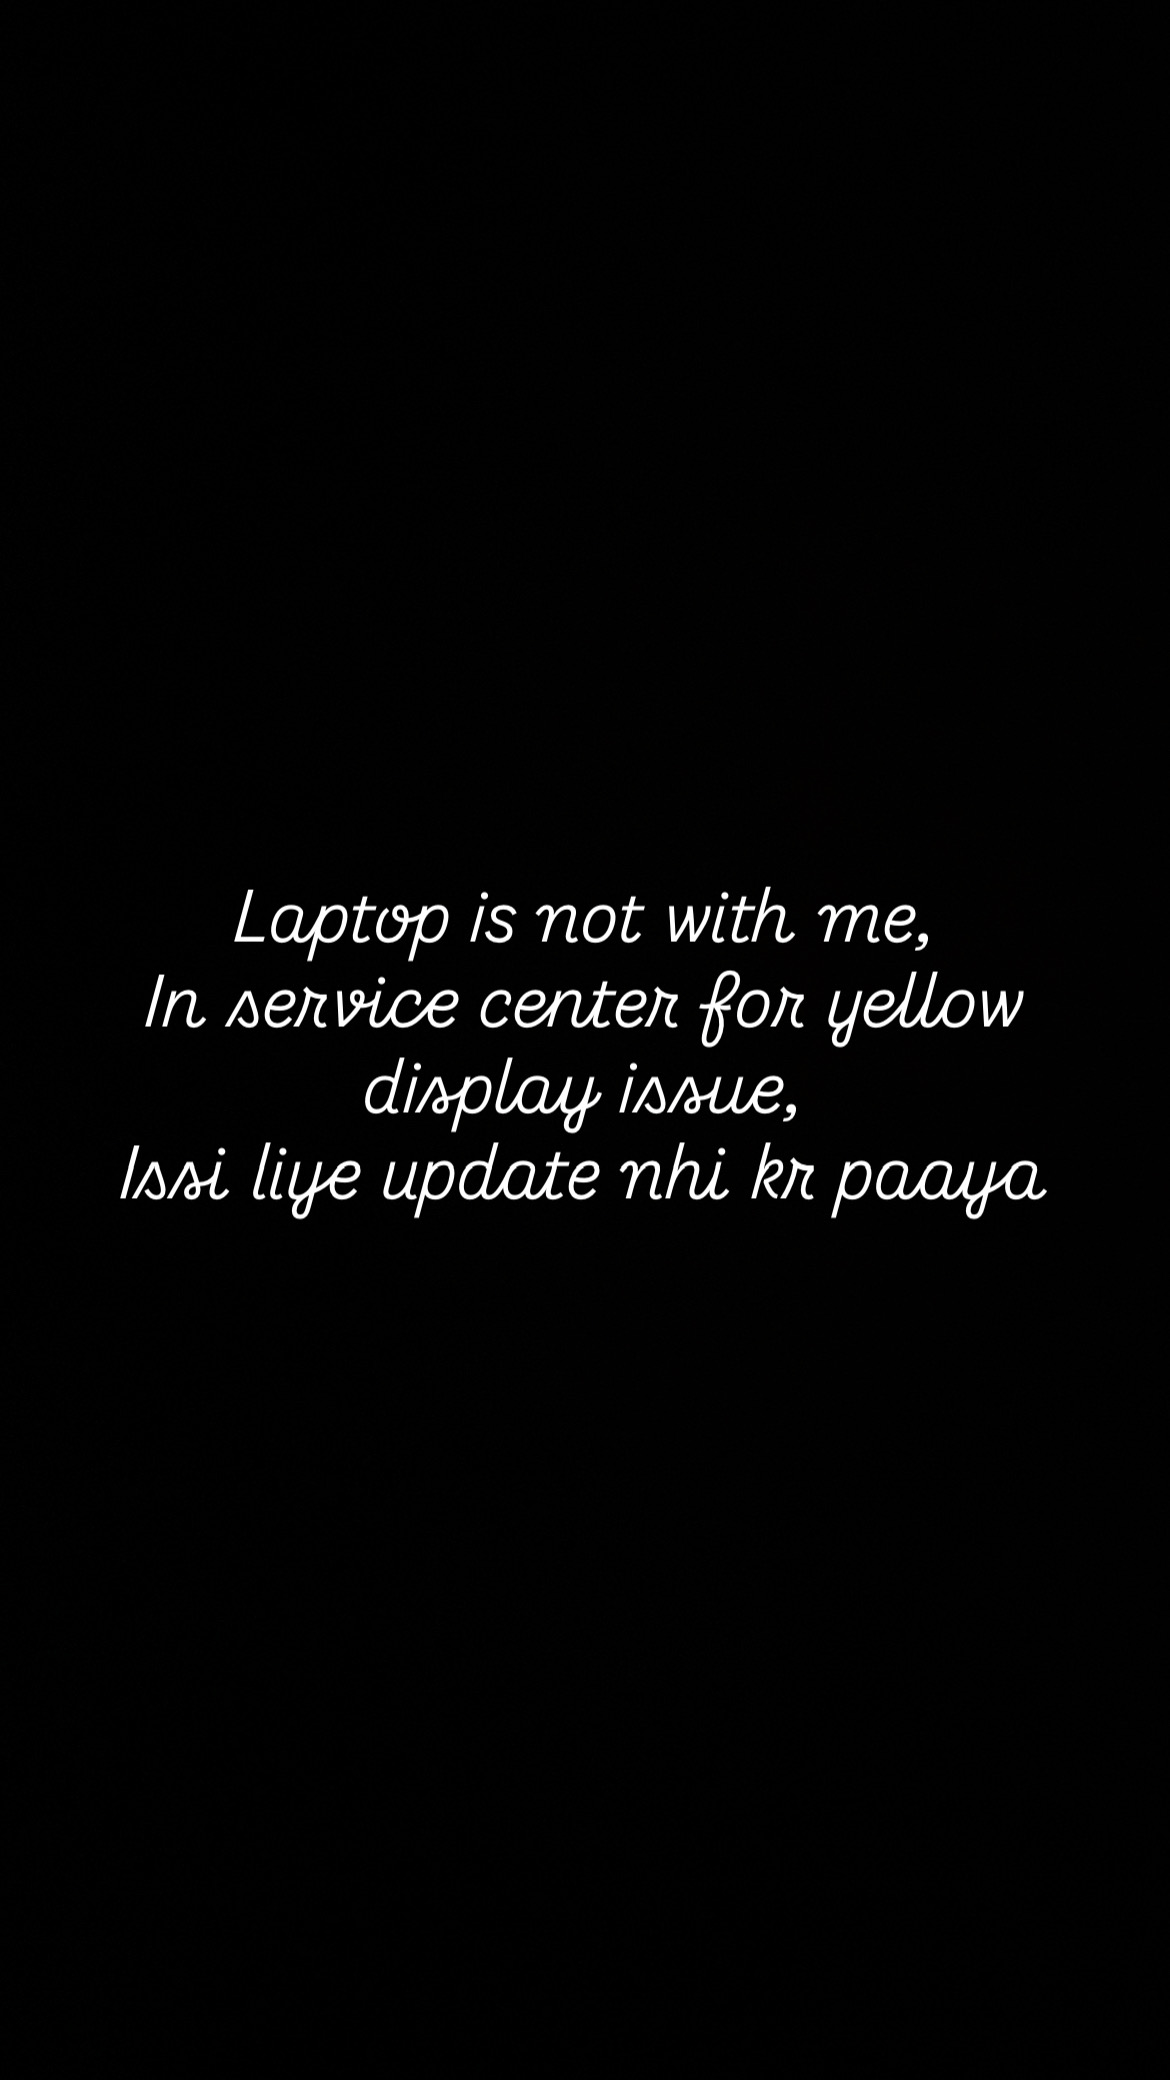 Laptop is not with me,
In service center for yellow
display issue,
Issi liye update nhi kr paaya